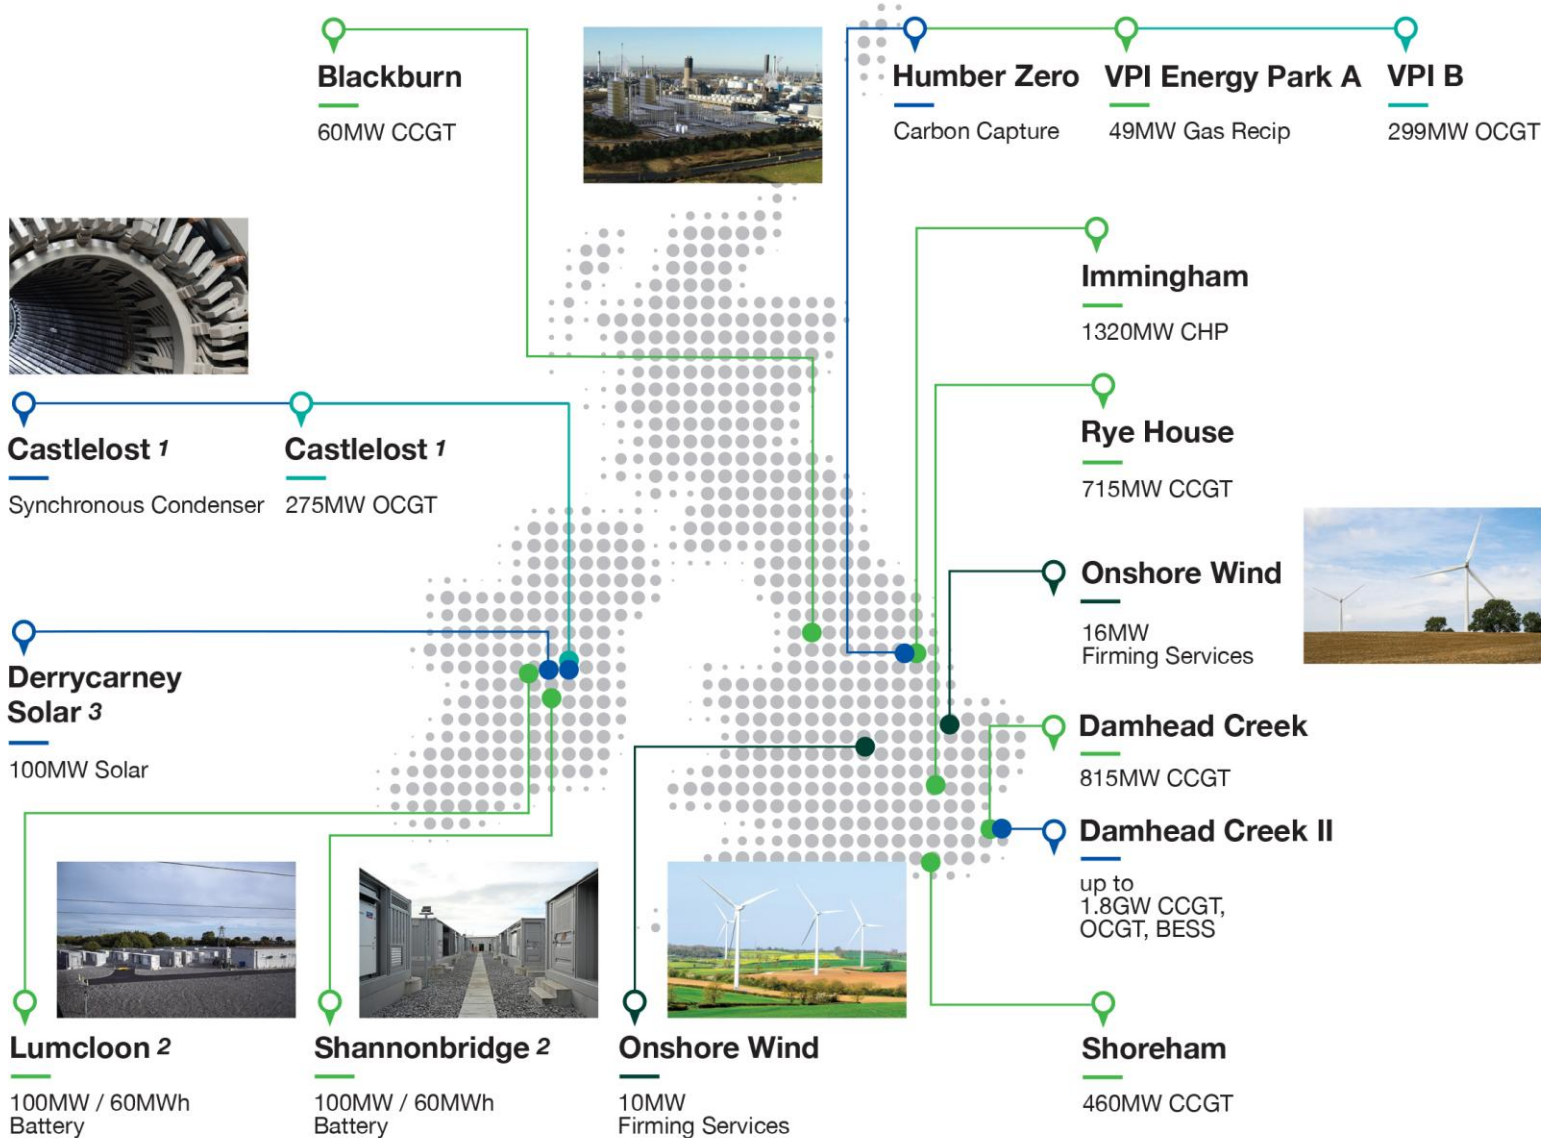 Blackburn
60MW CCGT
Humber Zero
Carbon Capture
VPI Energy Park A
49MW Gas Recip
VPI B
299MW OCGT
Immingham
1320MW CHP
Castlelost 1
Synchronous Condenser
Castlelost 1
275MW OCGT
Rye House
715MW CCGT
Onshore Wind
16MW
Firming Services
Derrycarney
Solar 3
100MW Solar
Damhead Creek
815MW CCGT
Damhead Creek II
up to
1.8GW CCGT,
OCGT, BESS
Lumcloon 2
100MW / 60MWh
Battery
Shannonbridge 2
100MW / 60MWh
Battery
Onshore Wind
10MW
Firming Services
Shoreham
460MW CCGT